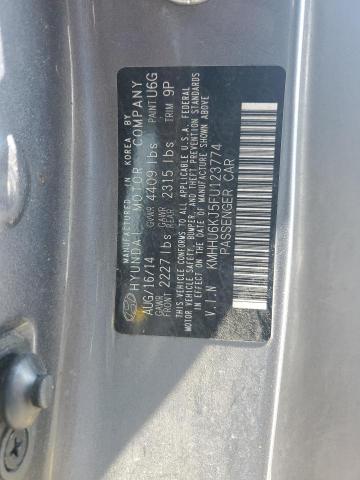 MANUFACTURED IN KOREA BY
HYUNDAI MOTOR COMPANY
AUG/16/14 GVWR 4409 lbs PAINT U6G
GAWR FRONT 2227 lbs GAWR REAR 2315 lbs TRIM 9P
THIS VEHICLE CONFORMS TO ALL APPLICABLE U.S.A. FEDERAL
MOTOR VEHICLE SAFETY, BUMPER, AND THEFT PREVENTION STANDARDS
IN EFFECT ON THE DATE OF MANUFACTURE SHOWN ABOVE
V.I.N KMHHU6KJ5FU123774
PASSENGER CAR